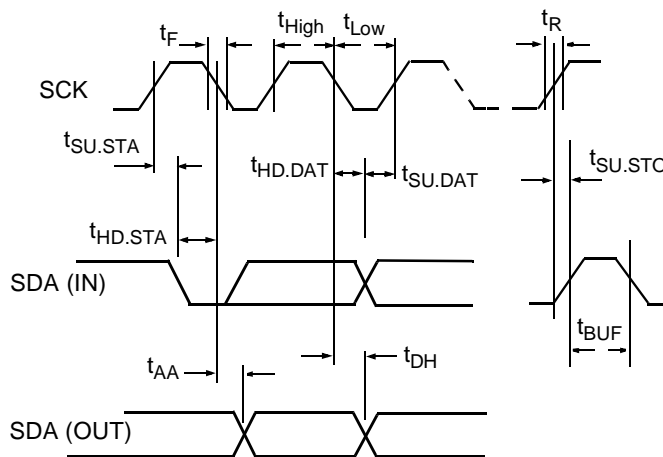 tF
tHigh
tLow
tR
SCK
tSU.STA
tHD.DAT
tSU.DAT
tSU.STO
tHD.STA
SDA (IN)
tBUF
tAA
tDH
SDA (OUT)